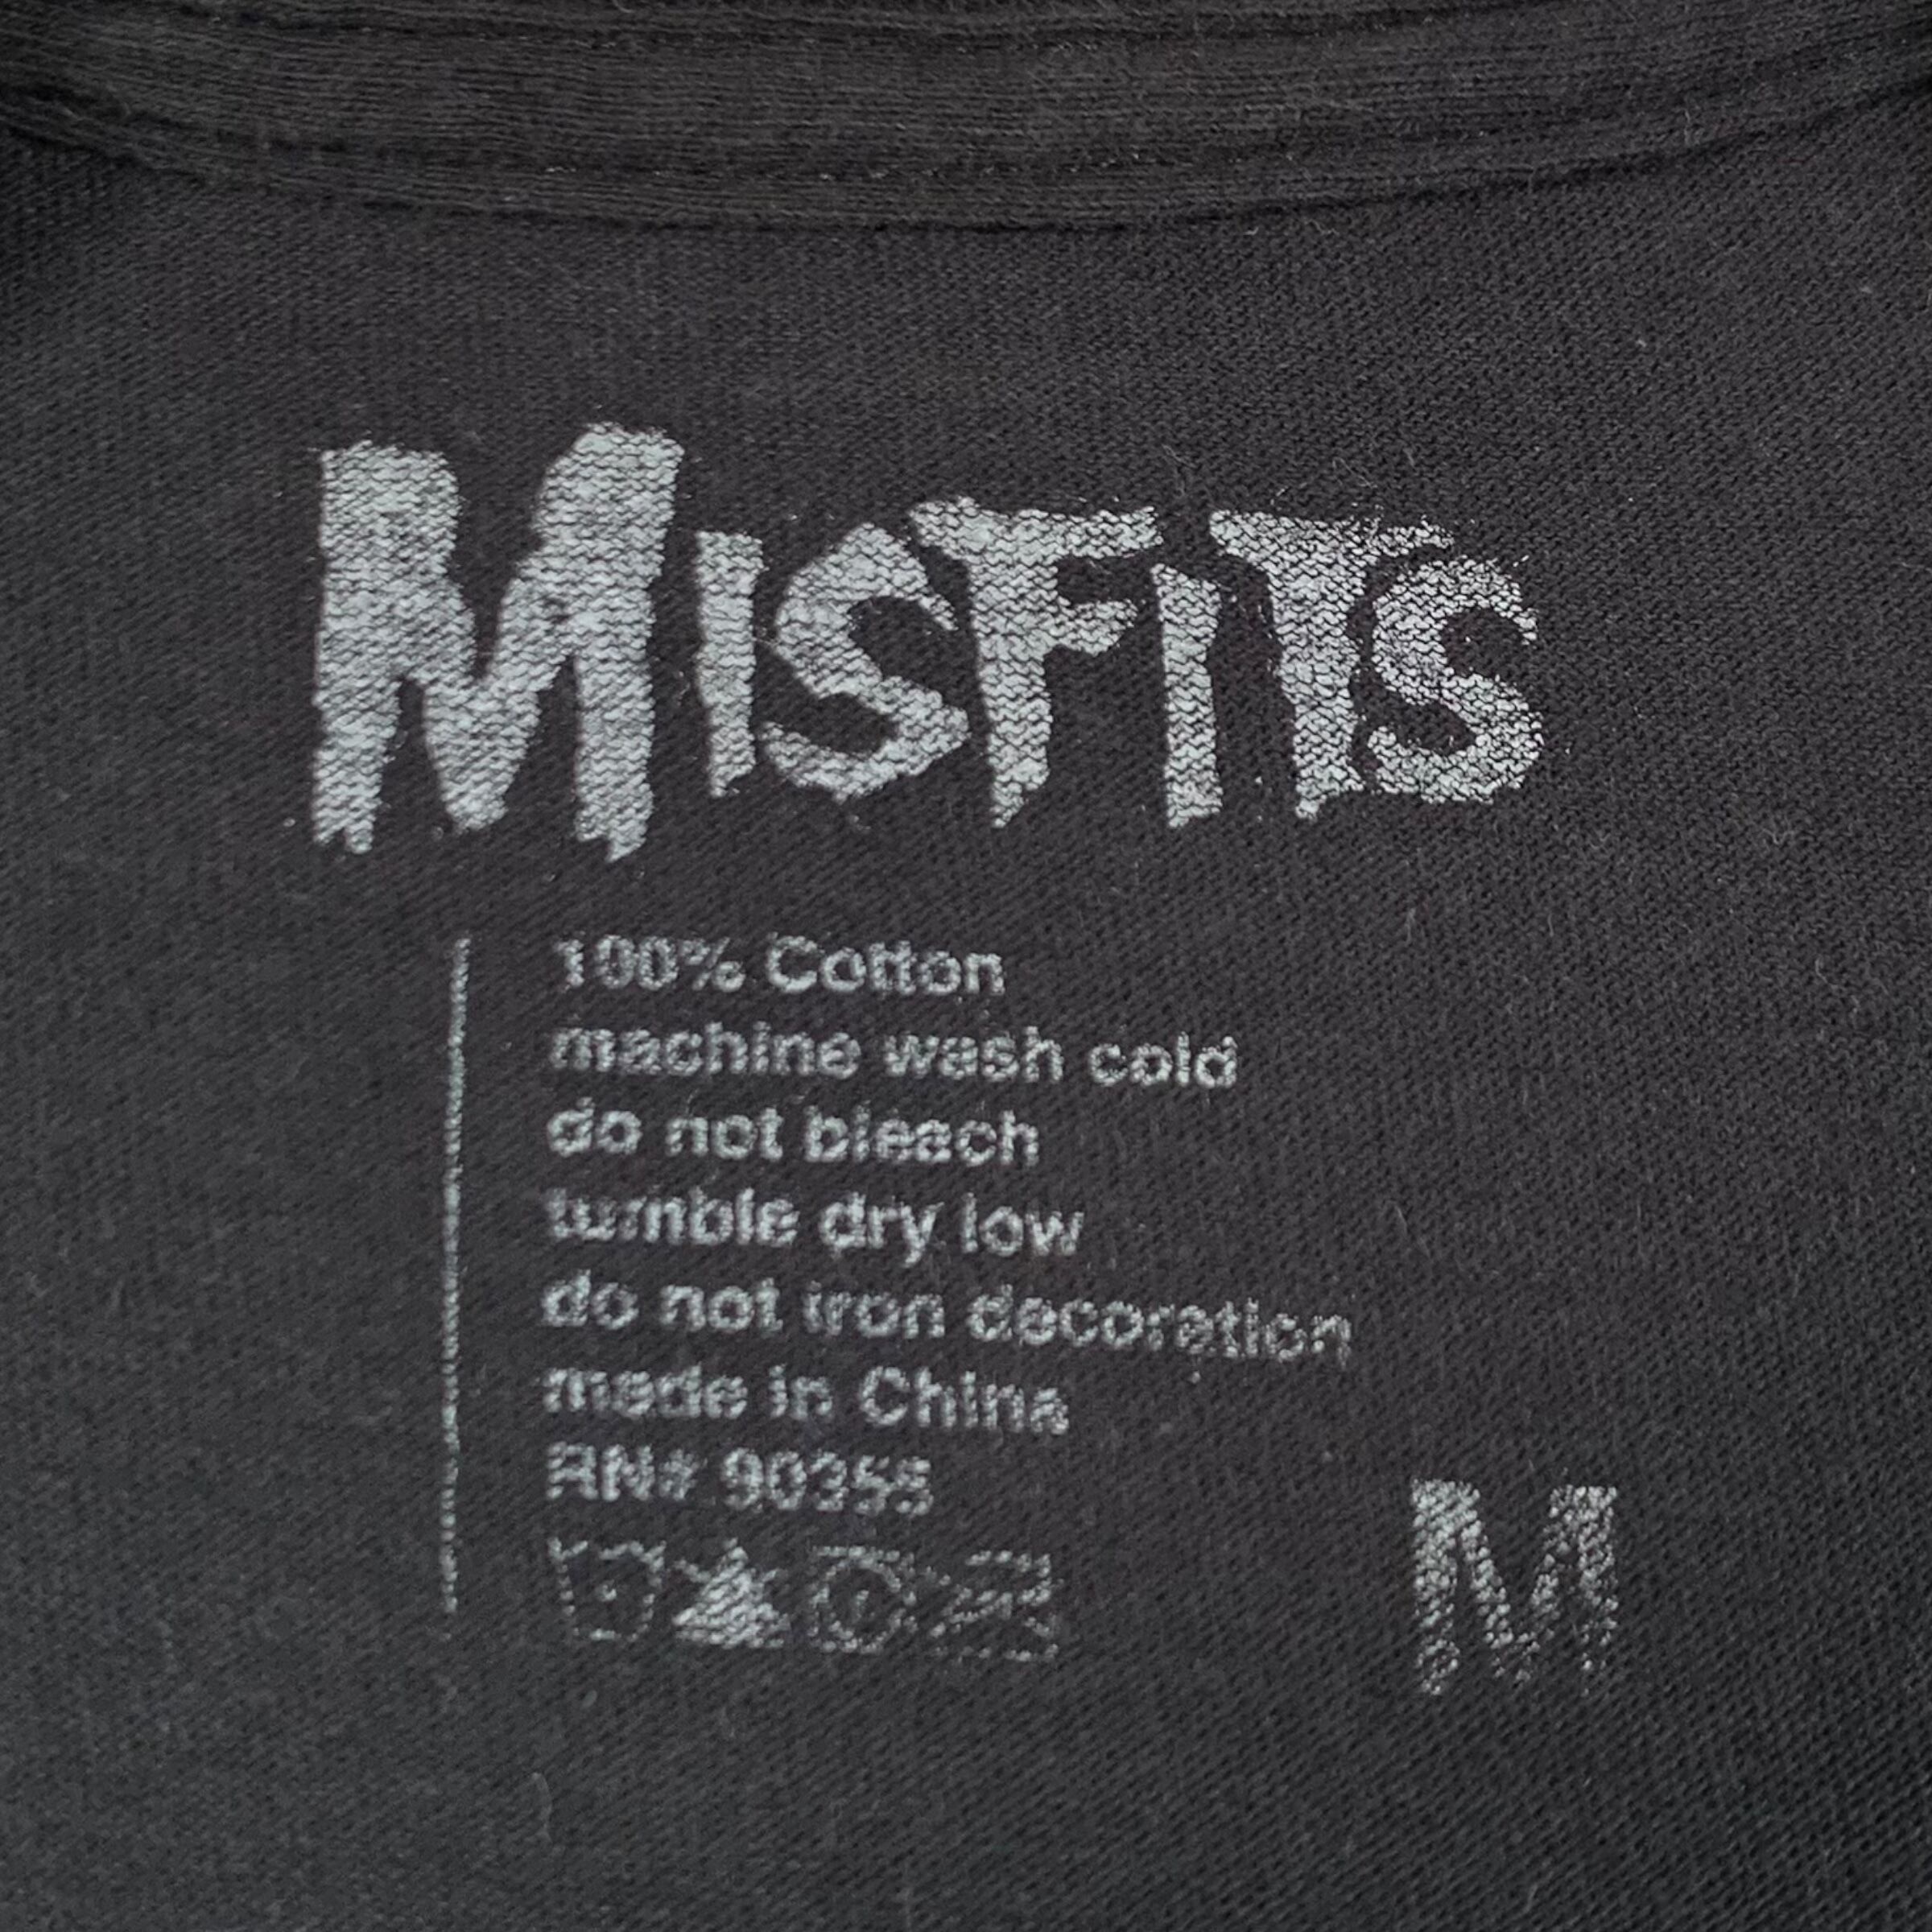 MISFITS
100% Cotton
machine wash cold
do not bleach
tumble dry low
do not iron decoration
made in China
RN# 90355
M